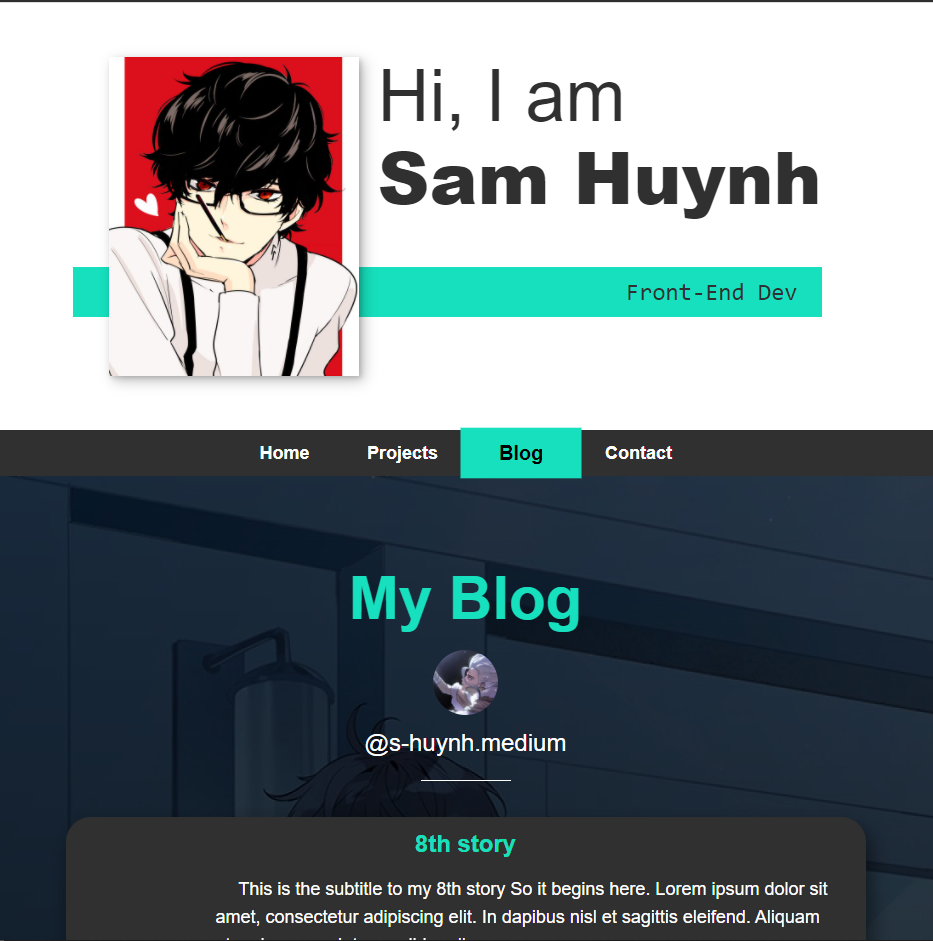 Hi, I am
Sam Huynh
Front-End Dev
Home Projects Blog Contact
My Blog
@s-huynh.medium
8th story
This is the subtitle to my 8th story So it begins here. Lorem ipsum dolor sit
amet, consectetur adipiscing elit. In dapibus nisl et sagittis eleifend. Aliquam